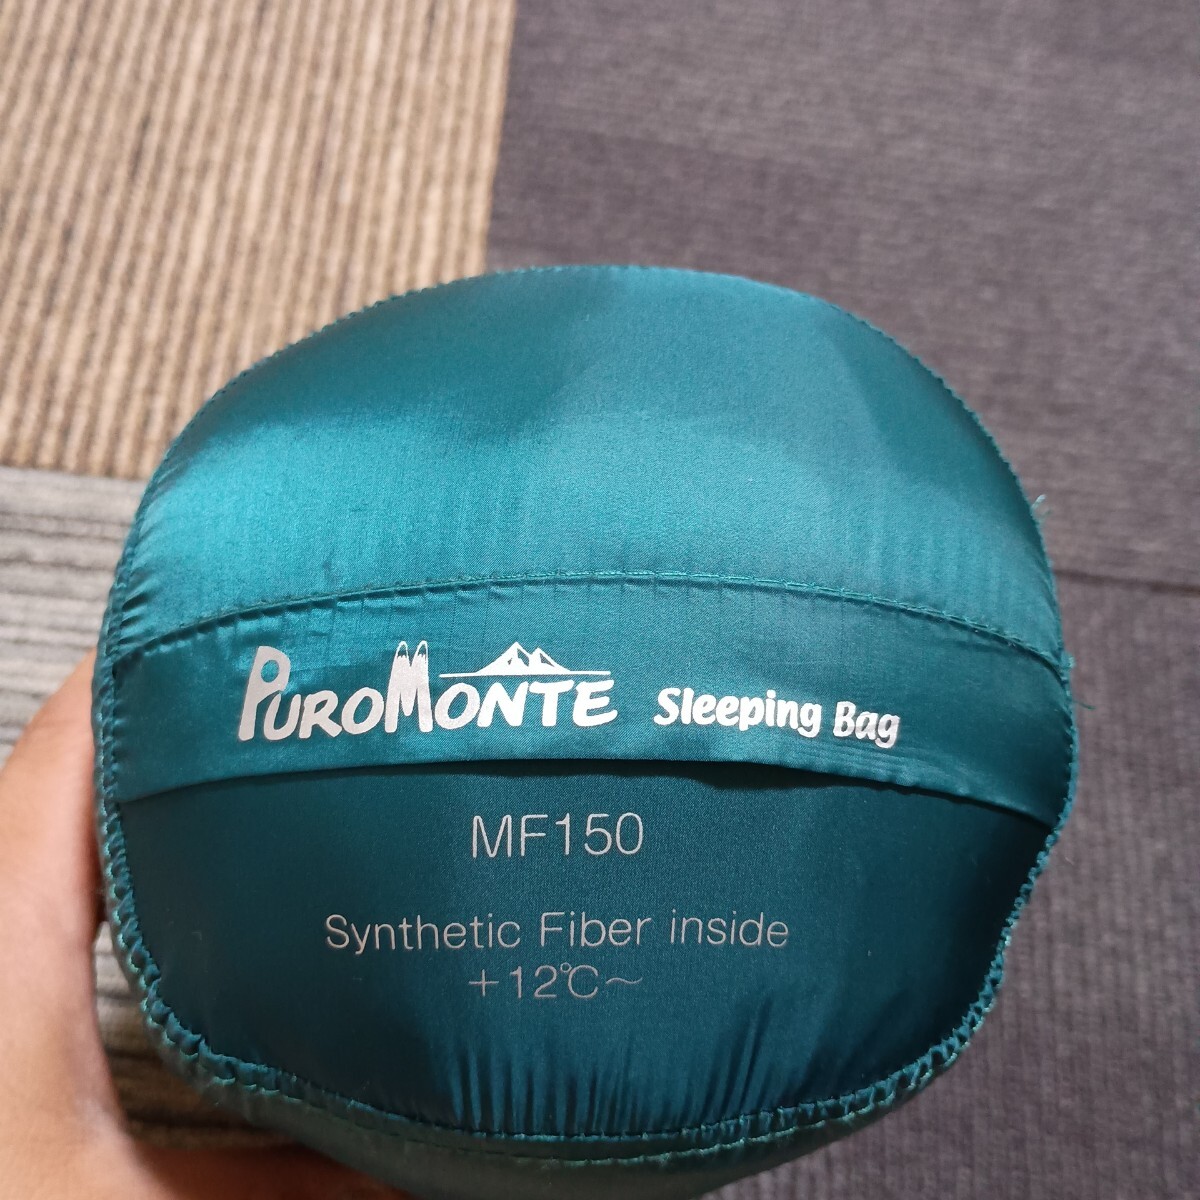 PUROMONTE Sleeping Bag
MF150
Synthetic Fiber inside
+12℃～